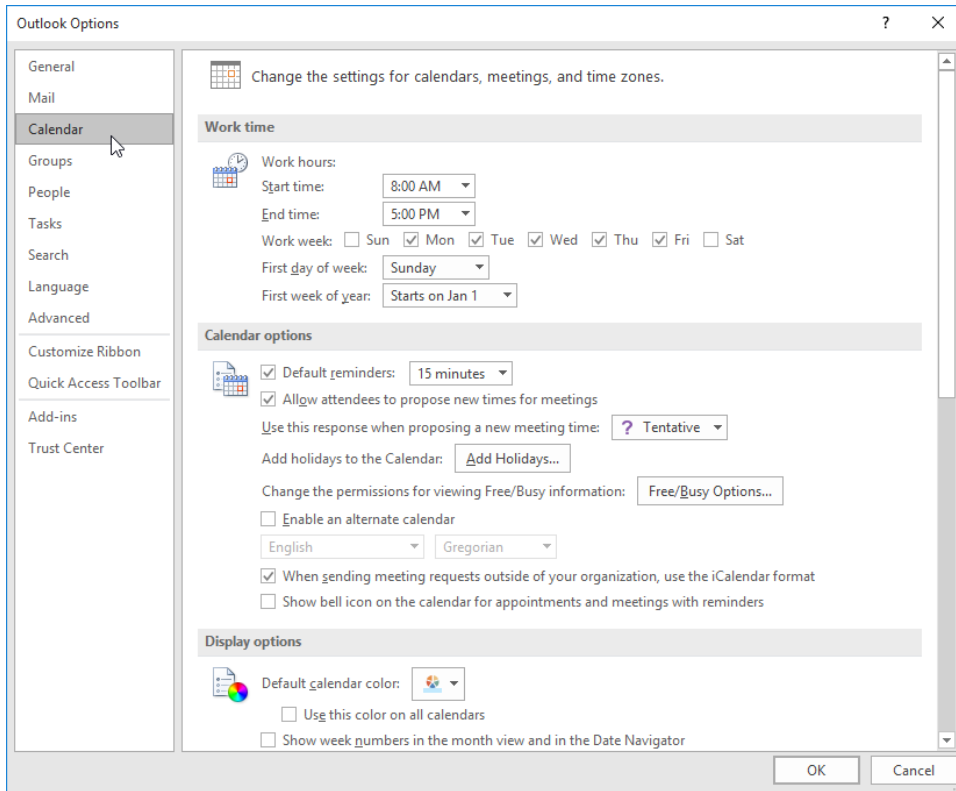 Outlook Options
General
Mail
Calendar
Groups
People
Tasks
Search
Language
Advanced
Customize Ribbon
Quick Access Toolbar
Add-ins
Trust Center
Change the settings for calendars, meetings, and time zones.
Work time
Work hours:
Start time: 8:00 AM
End time: 5:00 PM
Work week: Sun Mon Tue Wed Thu Fri Sat
First day of week: Sunday
First week of year: Starts on Jan 1
Calendar options
Default reminders: 15 minutes
Allow attendees to propose new times for meetings
Use this response when proposing a new meeting time: ? Tentative
Add holidays to the Calendar: Add Holidays...
Change the permissions for viewing Free/Busy information: Free/Busy Options...
Enable an alternate calendar
English Gregorian
When sending meeting requests outside of your organization, use the iCalendar format
Show bell icon on the calendar for appointments and meetings with reminders
Display options
Default calendar color:
Use this color on all calendars
Show week numbers in the month view and in the Date Navigator
OK Cancel